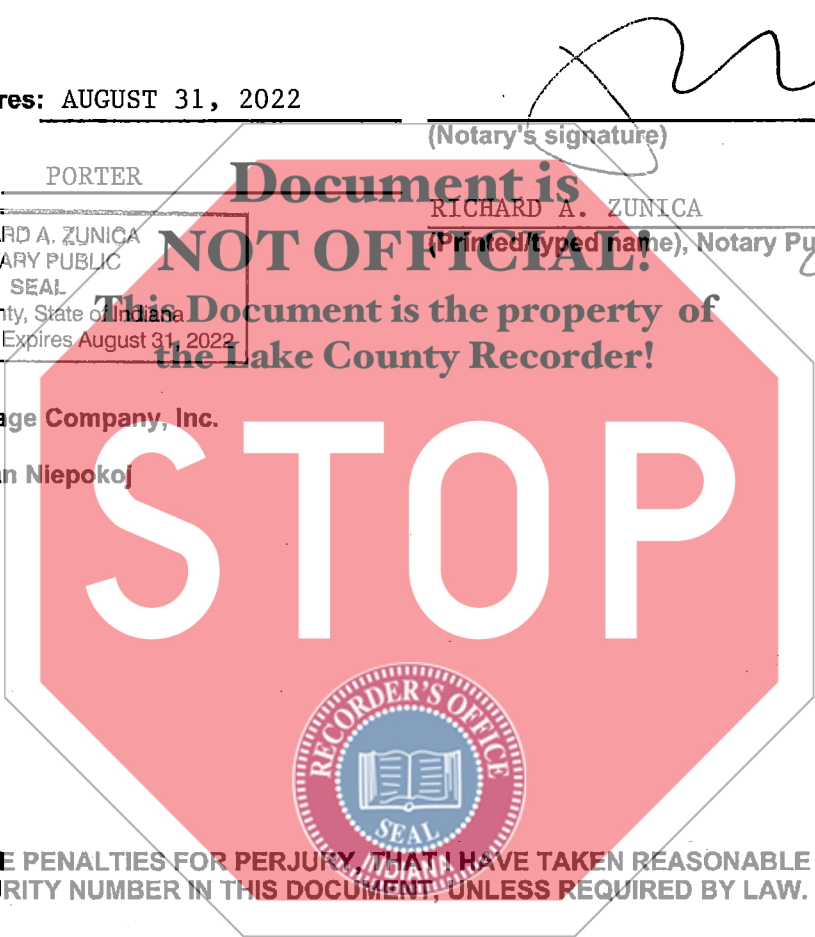 res: AUGUST 31, 2022
(Notary's signature)
PORTER
Document is
RICHARD A. ZUNICA
RD A. ZUNICA
(Printed/typed name), Notary Pu
ARY PUBLIC
NOT OFFICIAL!
SEAL
nty, State of Indiana
This Document is the property of
Expires August 31, 2022
the Lake County Recorder!
age Company, Inc.
n Niepokoj
STOP
RECORDER'S OFFICE
SEAL
INDIANA
E PENALTIES FOR PERJURY, THAT I HAVE TAKEN REASONABLE
RITY NUMBER IN THIS DOCUMENT, UNLESS REQUIRED BY LAW.